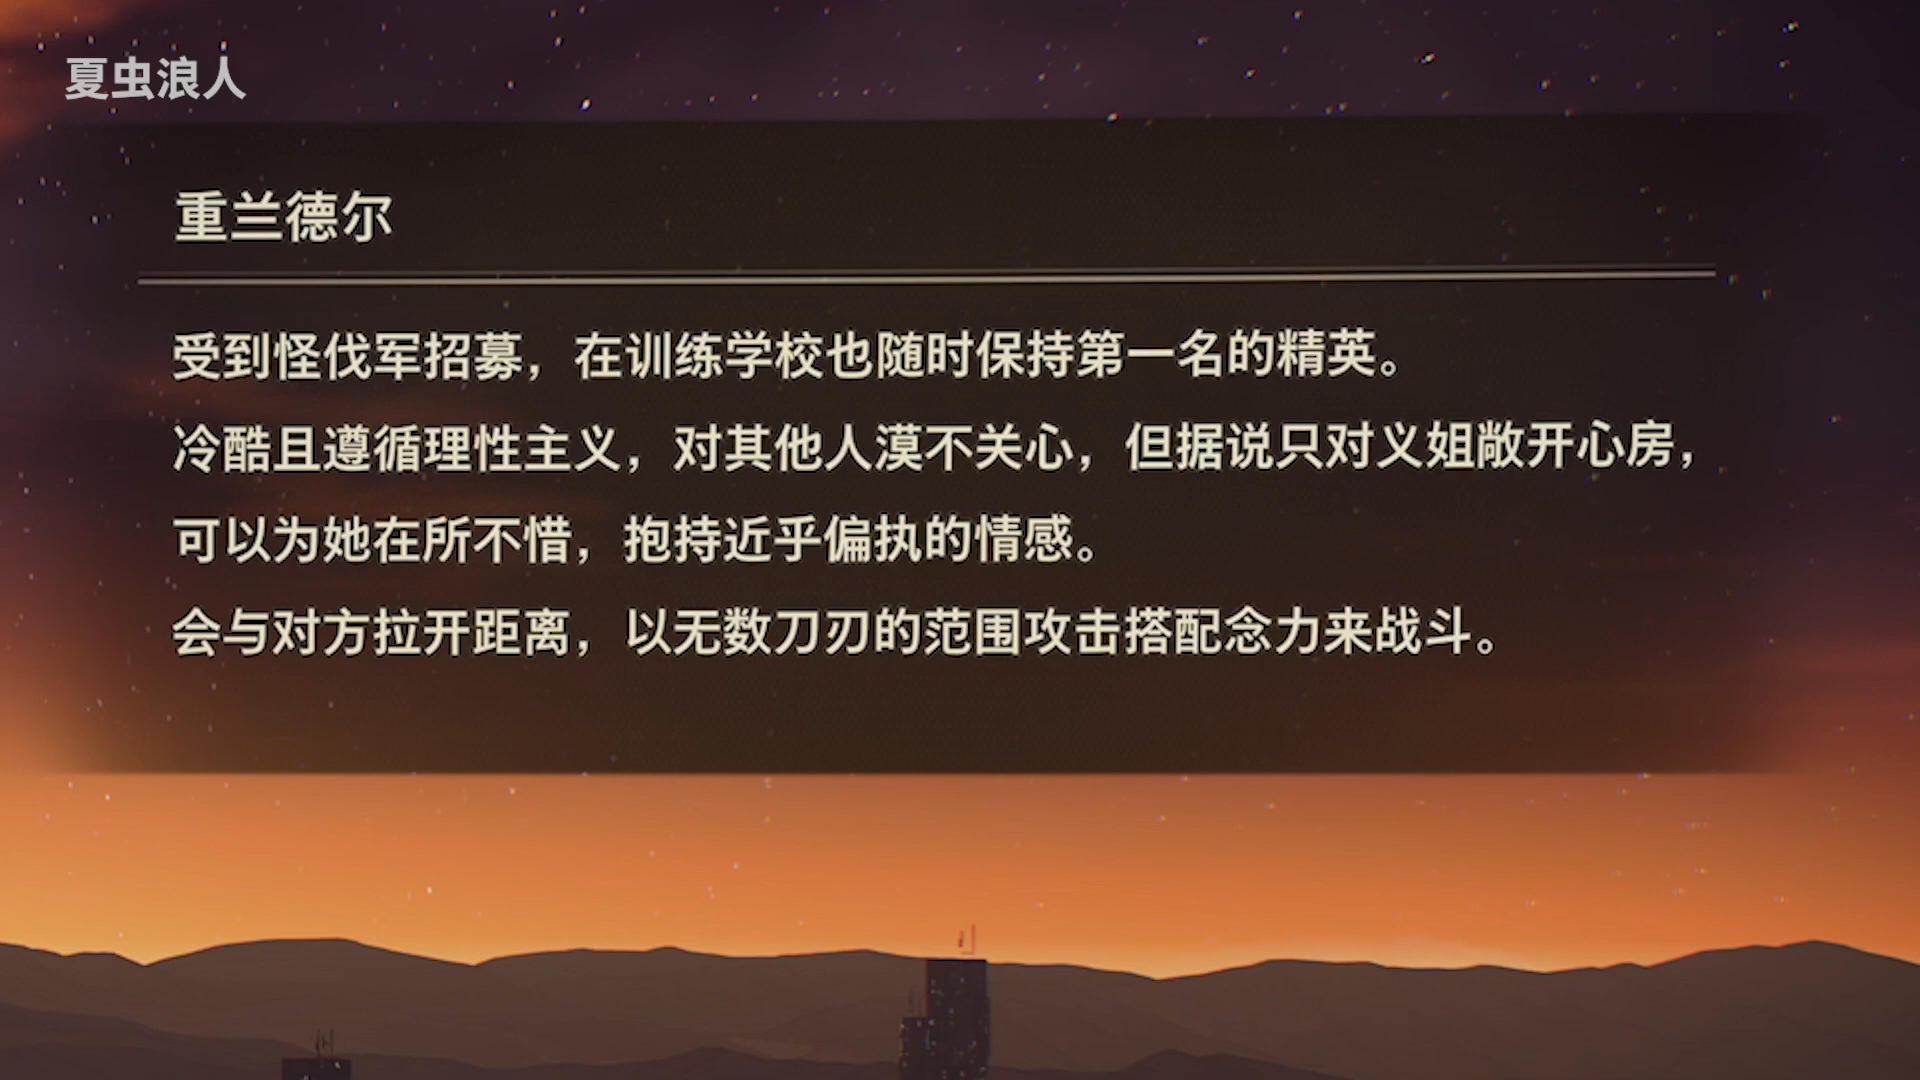 夏虫浪人
重兰德尔
受到怪伐军招募，在训练学校也随时保持第一名的精英。
冷酷且遵循理性主义，对其他人漠不关心，但据说只对义姐敞开心房，
可以为她在所不惜，抱持近乎偏执的情感。
会与对方拉开距离，以无数刀刃的范围攻击搭配念力来战斗。